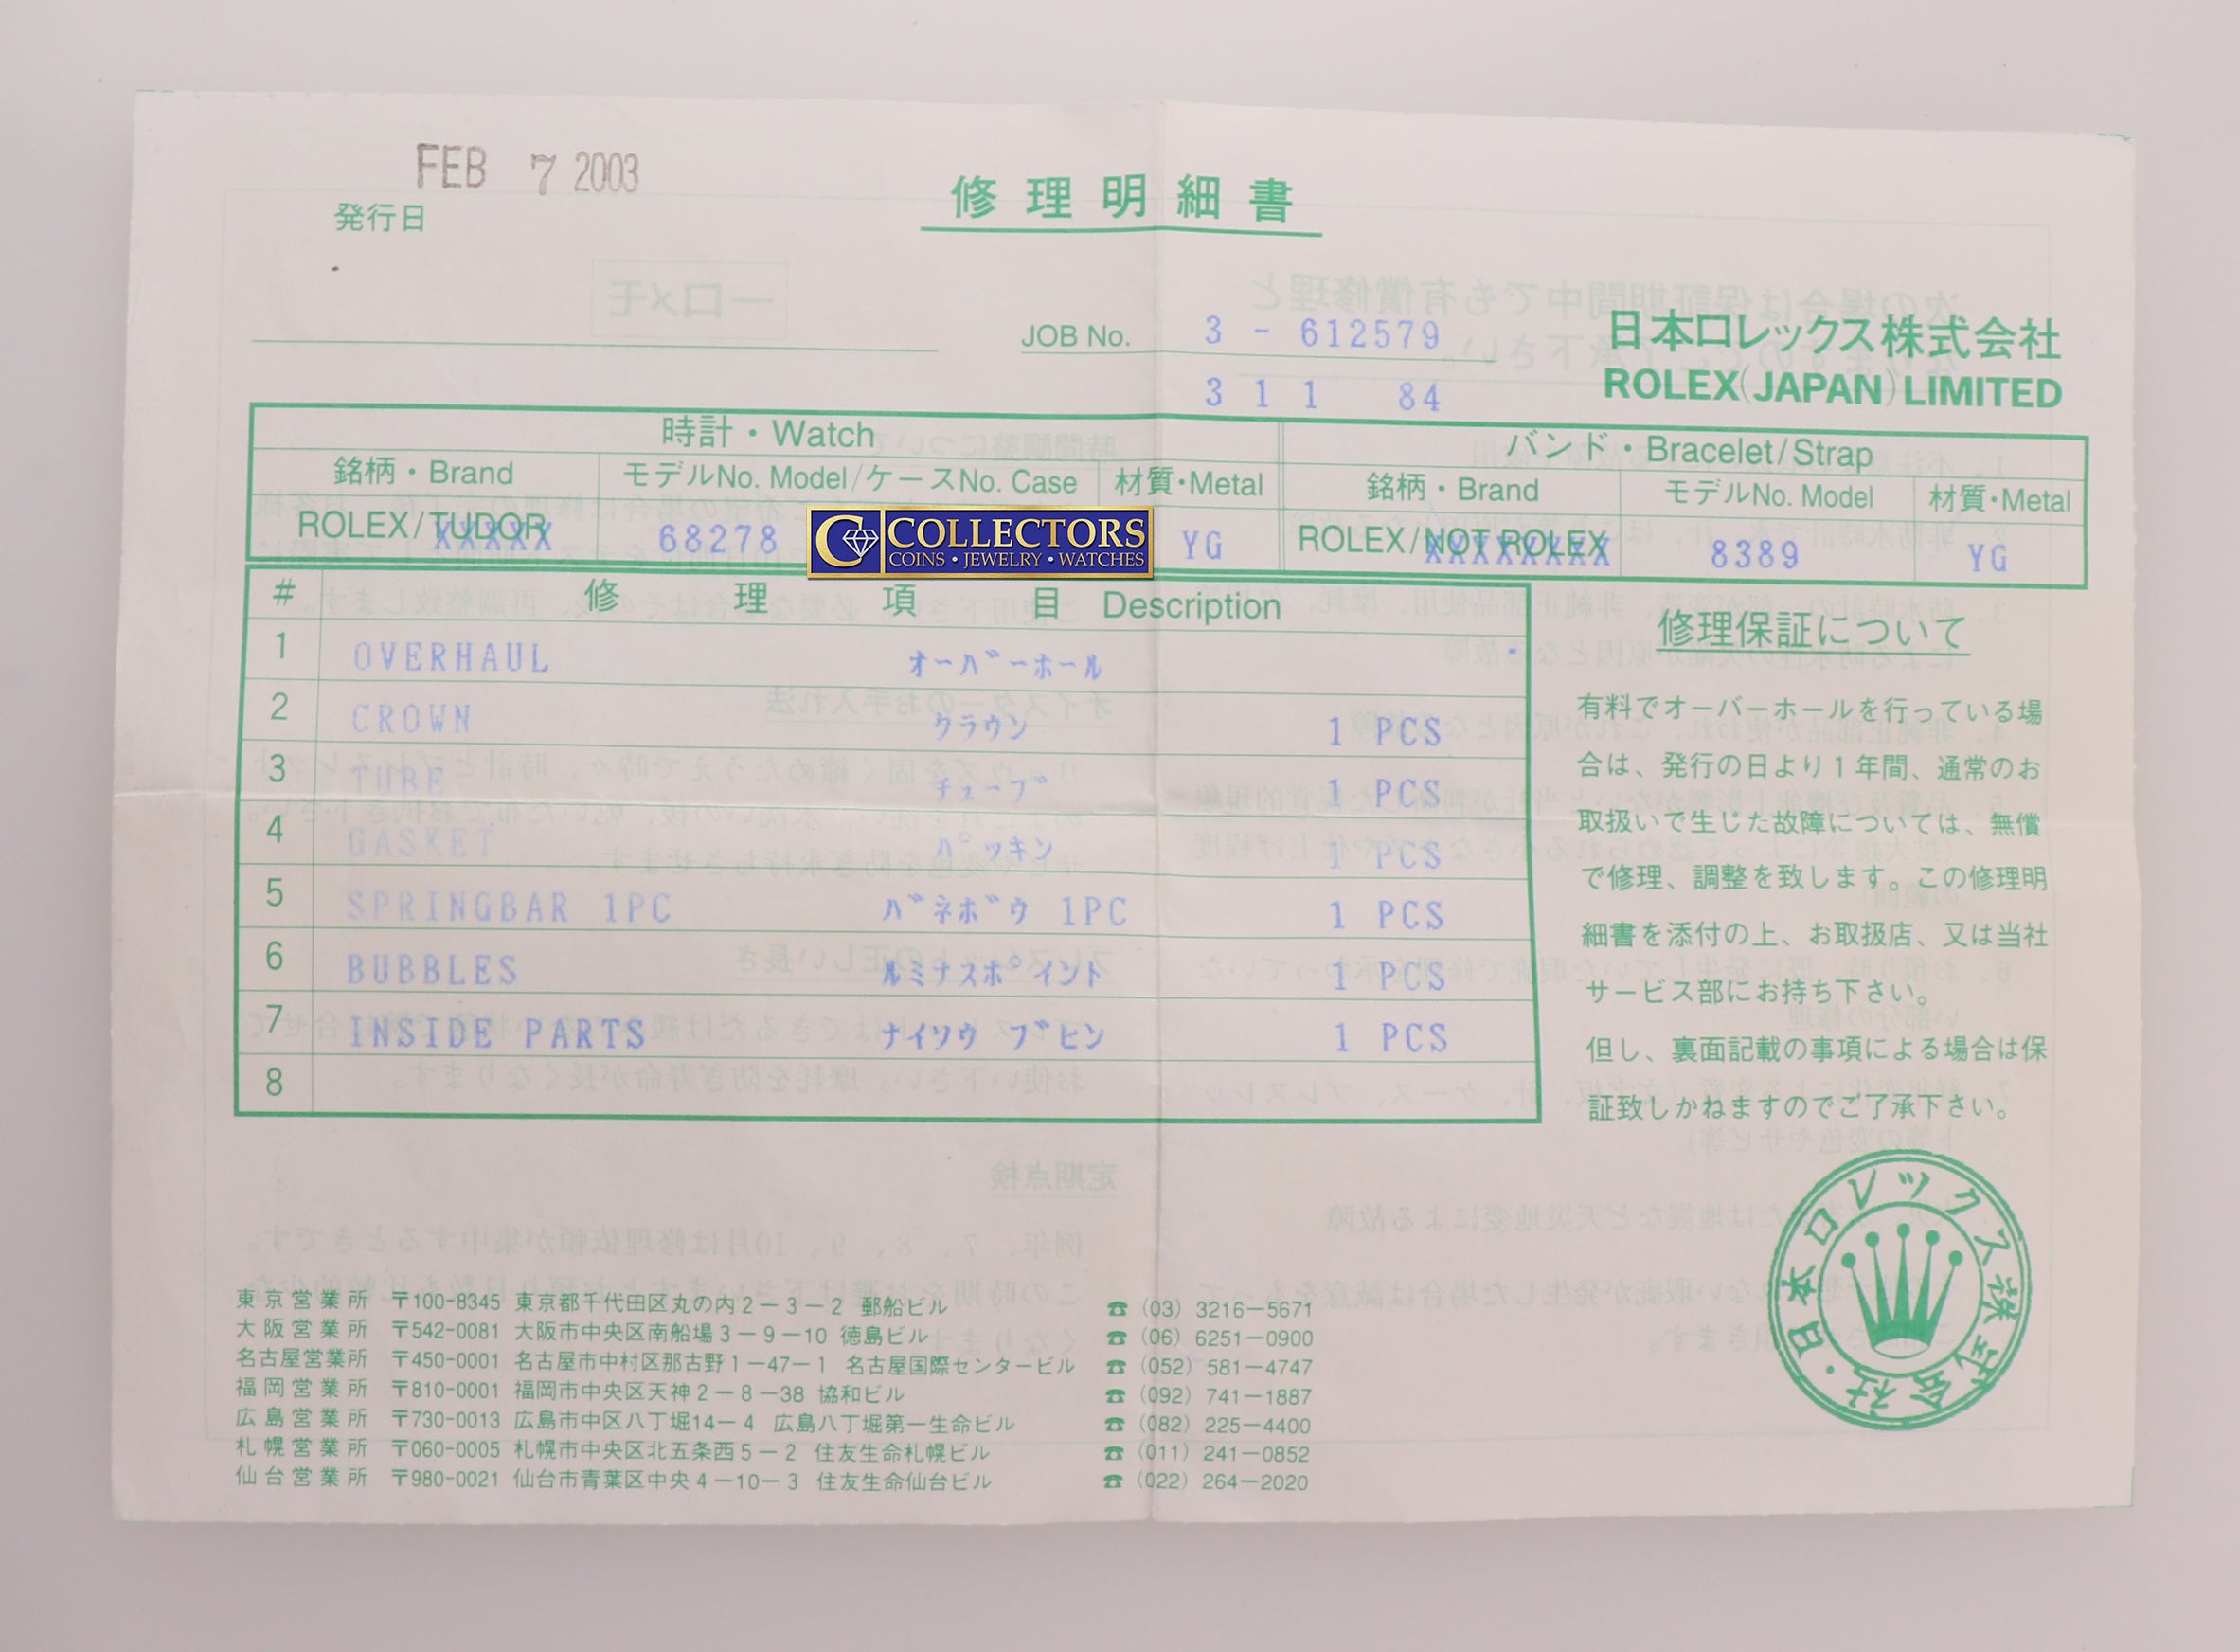 FEB 7 2003
発行日
修理明細書
JOB No. 3 - 612579
311 84
日本ロレックス株式会社
ROLEX(JAPAN)LIMITED
時計・Watch
バンド・Bracelet/Strap
銘柄・Brand モデルNo. Model/ケースNo. Case 材質・Metal 銘柄・Brand モデルNo. Model 材質・Metal
ROLEX/TUDOR 68278 YG ROLEX/NOT ROLEX 8389 YG
COLLECTORS
COINS • JEWELRY • WATCHES
# 修理項目 Description
1 OVERHAUL オーバーホール
2 CROWN クラウン 1 PCS
3 TUBE チューブ 1 PCS
4 GASKET パッキン 1 PCS
5 SPRINGBAR 1PC バネボウ 1PC 1 PCS
6 BUBBLES ルミナスポイント 1 PCS
7 INSIDE PARTS ナイソウ ブヒン 1 PCS
8
修理保証について
有料でオーバーホールを行っている場
合は、発行の日より1年間、通常のお
取扱いで生じた故障については、無償
で修理、調整を致します。この修理明
細書を添付の上、お取扱店、又は当社
サービス部にお持ち下さい。
但し、裏面記載の事項による場合は保
証致しかねますのでご了承下さい。
日本ロレックス株式会社
東京営業所 〒100-8345 東京都千代田区丸の内2-3-2 郵船ビル ☎(03)3216-5671
大阪営業所 〒542-0081 大阪市中央区南船場3-9-10 徳島ビル ☎(06)6251-0900
名古屋営業所 〒450-0001 名古屋市中村区那古野1-47-1 名古屋国際センタービル ☎(052)581-4747
福岡営業所 〒810-0001 福岡市中央区天神2-8-38 協和ビル ☎(092)741-1887
広島営業所 〒730-0013 広島市中区八丁堀14-4 広島八丁堀第一生命ビル ☎(082)225-4400
札幌営業所 〒060-0005 札幌市中央区北五条西5-2 住友生命札幌ビル ☎(011)241-0852
仙台営業所 〒980-0021 仙台市青葉区中央4-10-3 住友生命仙台ビル ☎(022)264-2020